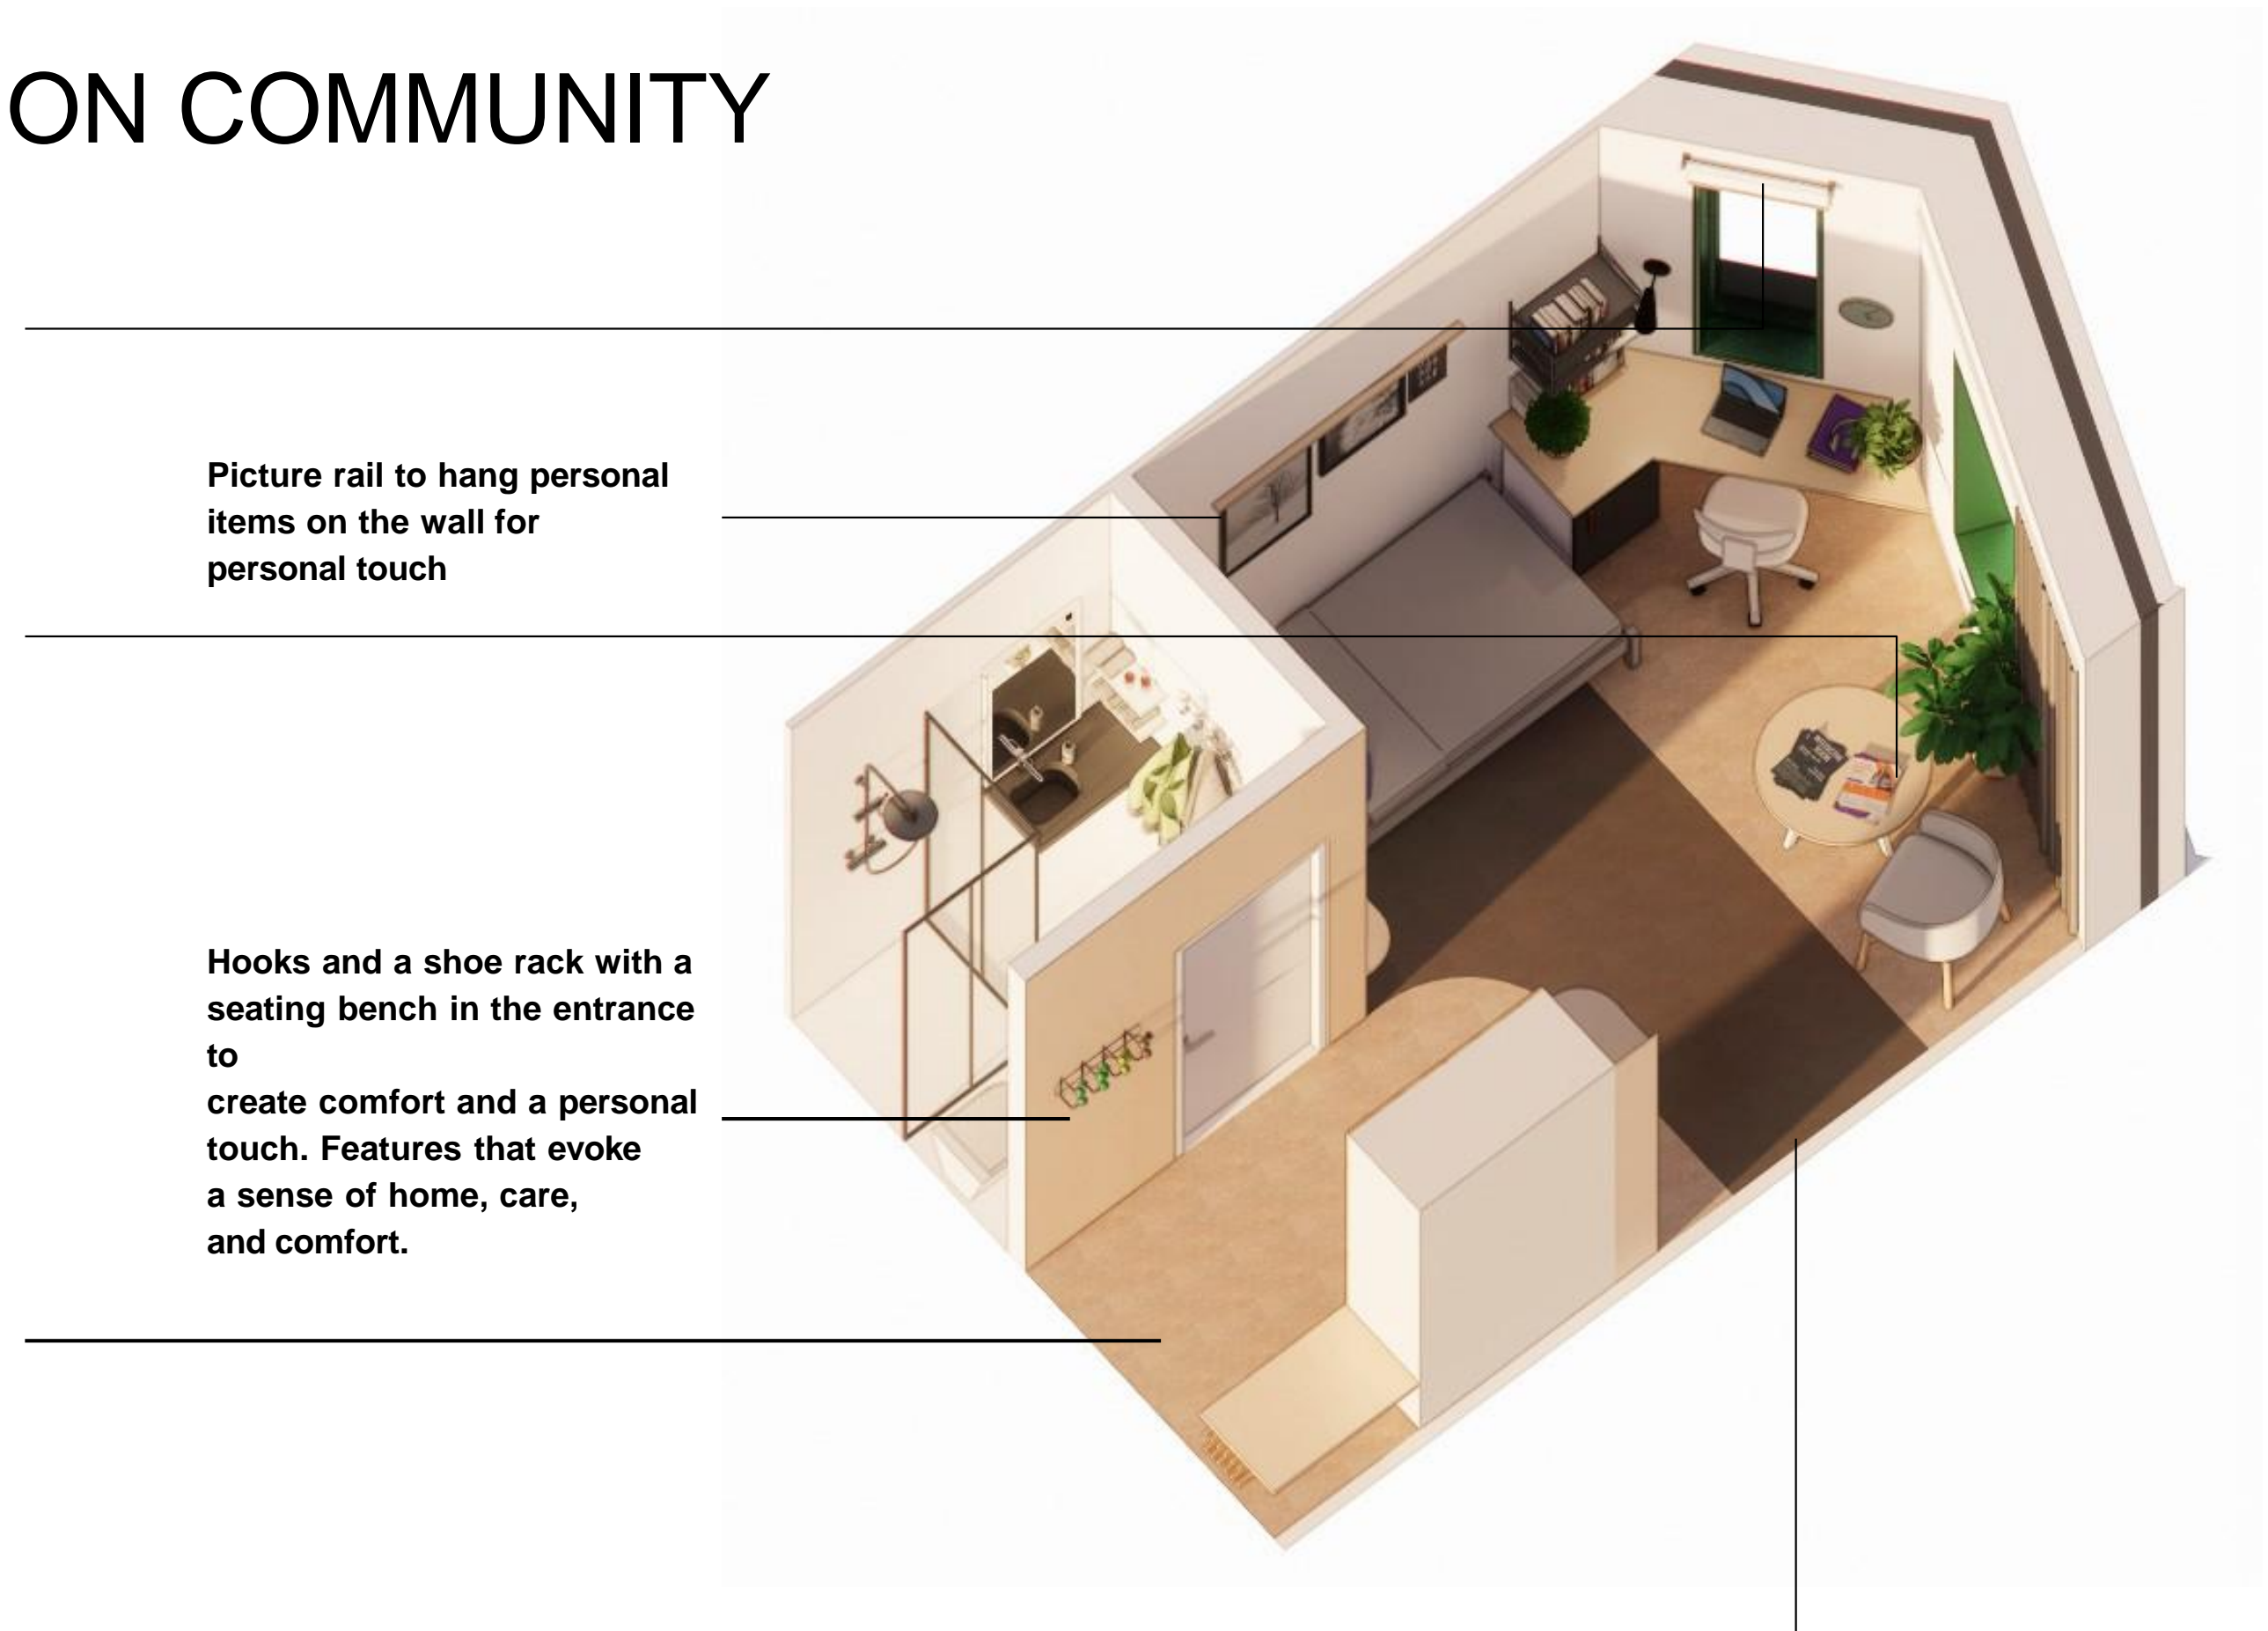 ON COMMUNITY
Picture rail to hang personal
items on the wall for
personal touch
Hooks and a shoe rack with a
seating bench in the entrance
to
create comfort and a personal
touch. Features that evoke
a sense of home, care,
and comfort.